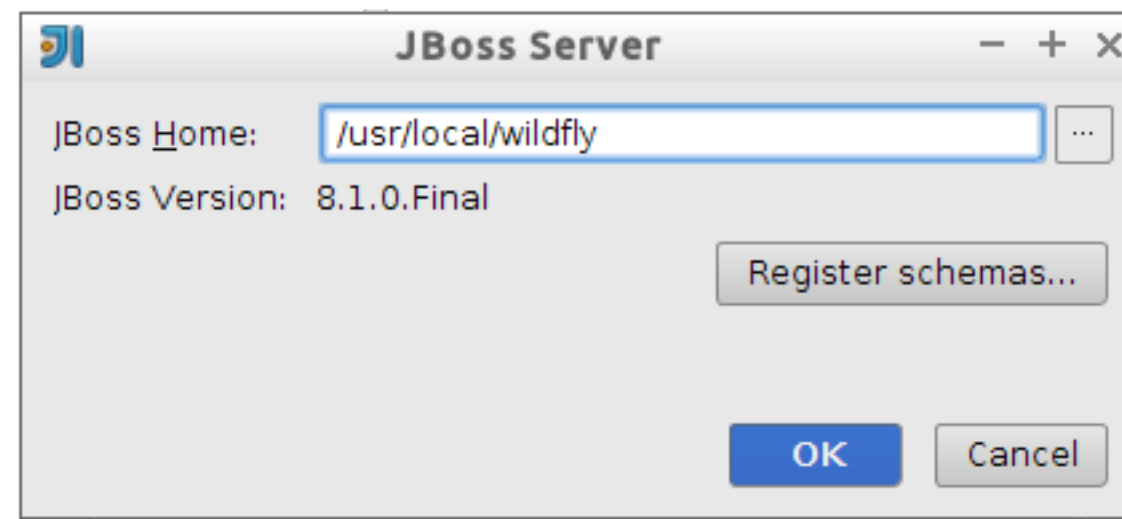 JBoss Server
JBoss Home: /usr/local/wildfly ...
JBoss Version: 8.1.0.Final
Register schemas...
OK Cancel